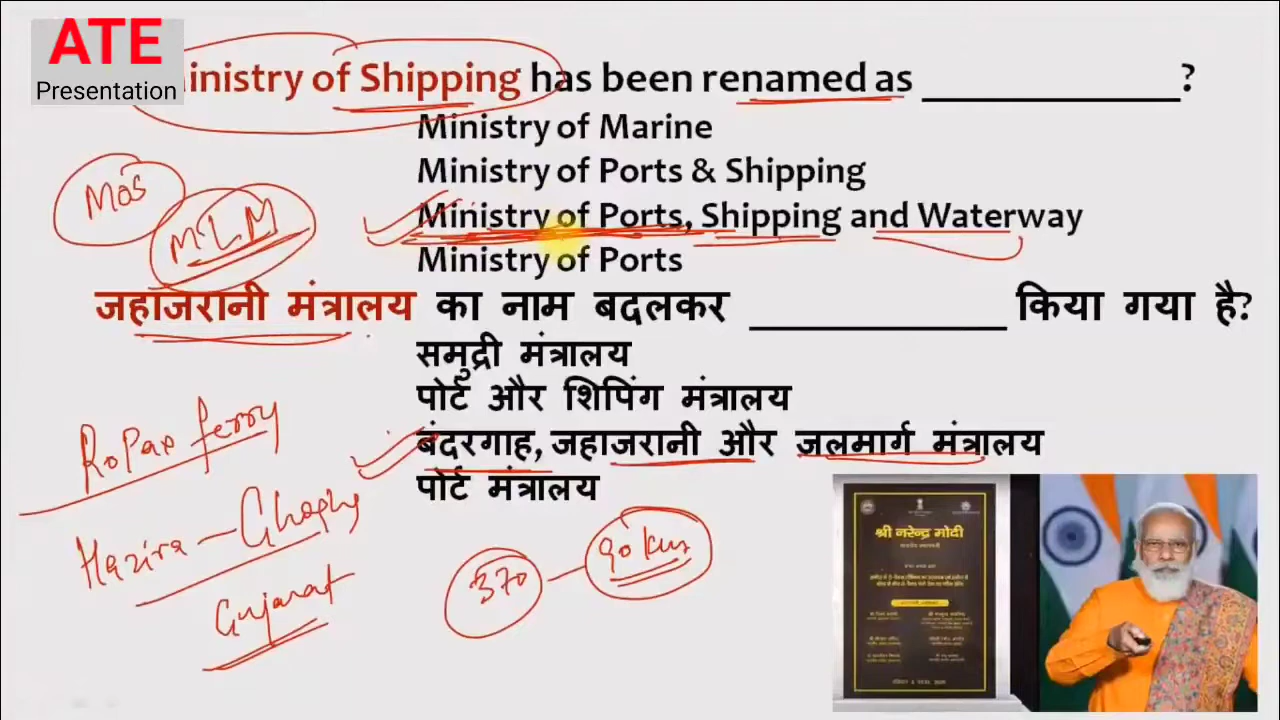 ATE
Presentation
inistry of Shipping has been renamed as ____________?
Ministry of Marine
Ministry of Ports & Shipping
Ministry of Ports, Shipping and Waterway
Ministry of Ports
MoS
MLM
जहाजरानी मंत्रालय का नाम बदलकर ____________ किया गया है?
समुद्री मंत्रालय
पोर्ट और शिपिंग मंत्रालय
बंदरगाह, जहाजरानी और जलमार्ग मंत्रालय
पोर्ट मंत्रालय
RoPax ferry
Hazira - Ghogha
Gujarat
370 - 90 km
श्री नरेन्द्र मोदी